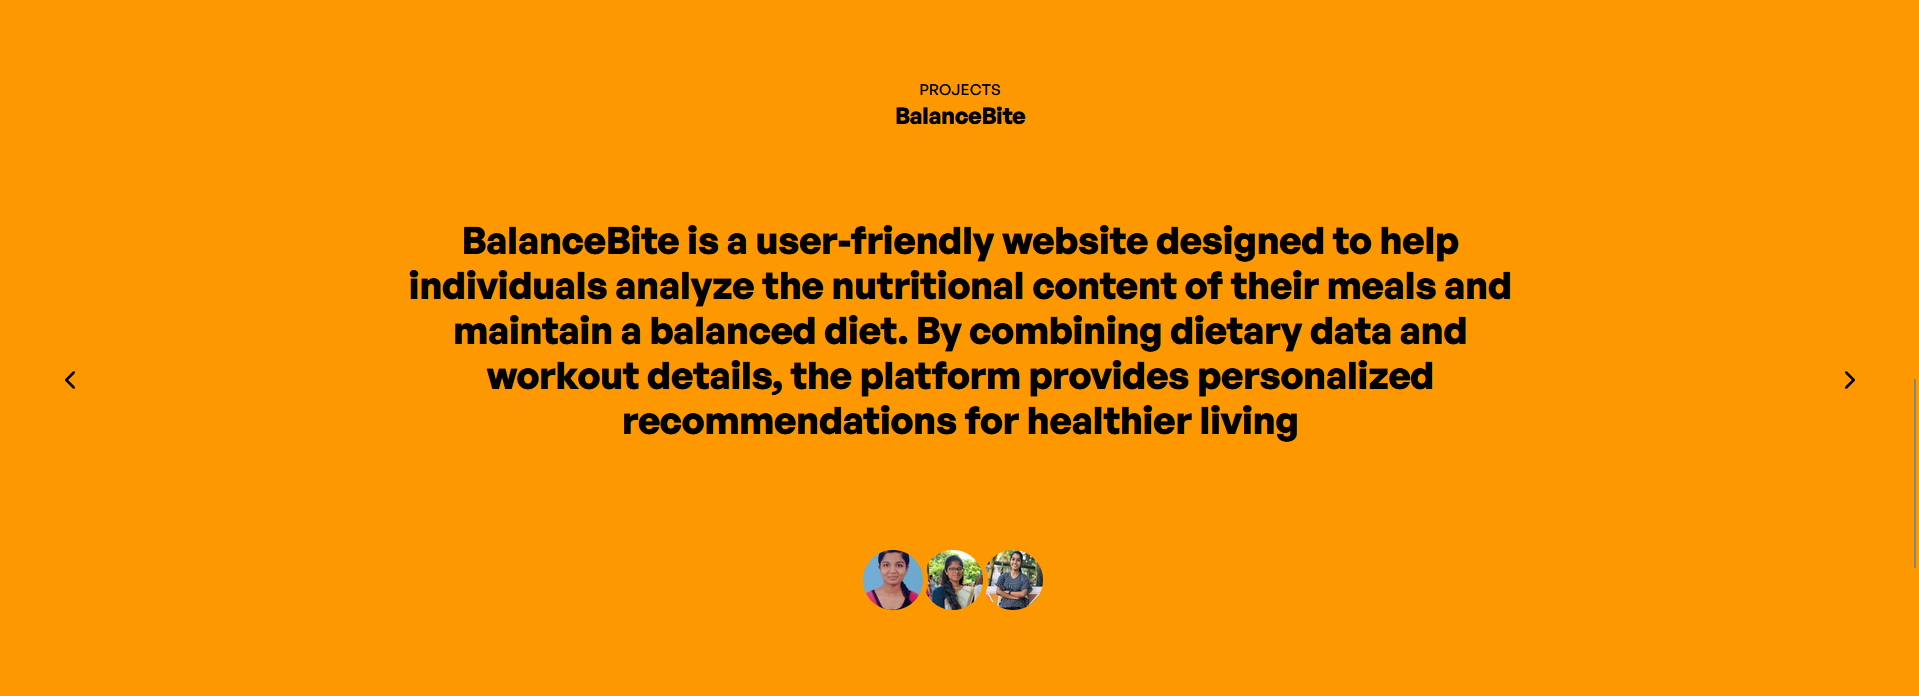 PROJECTS
BalanceBite
BalanceBite is a user-friendly website designed to help
individuals analyze the nutritional content of their meals and
maintain a balanced diet. By combining dietary data and
workout details, the platform provides personalized
recommendations for healthier living